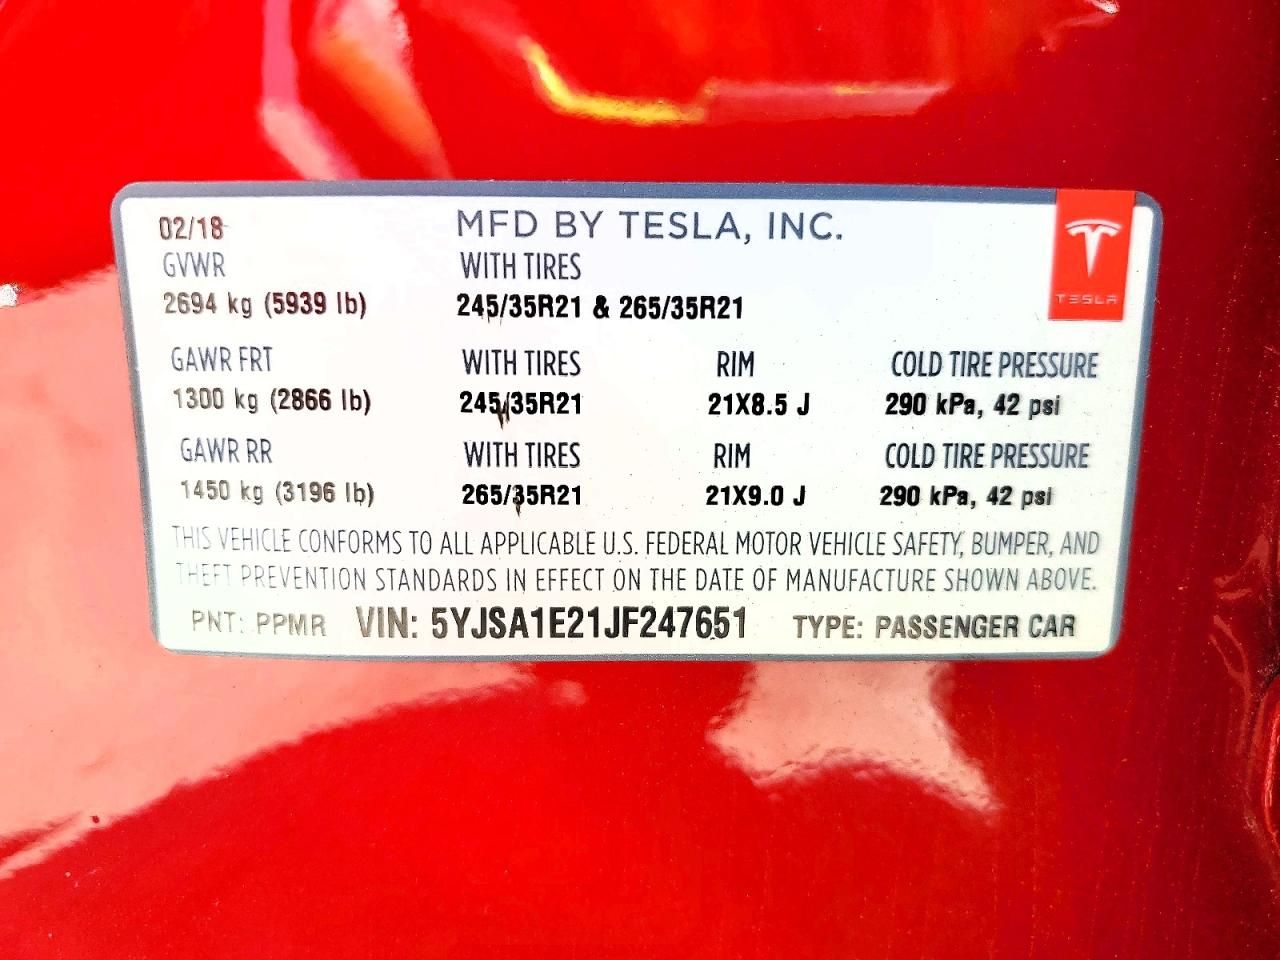 02/18 MFD BY TESLA, INC.
GVWR WITH TIRES
2694 kg (5939 lb) 245/35R21 & 265/35R21
TESLA
GAWR FRT WITH TIRES RIM COLD TIRE PRESSURE
1300 kg (2866 lb) 245/35R21 21X8.5 J 290 kPa, 42 psi
GAWR RR WITH TIRES RIM COLD TIRE PRESSURE
1450 kg (3196 lb) 265/35R21 21X9.0 J 290 kPa, 42 psi
THIS VEHICLE CONFORMS TO ALL APPLICABLE U.S. FEDERAL MOTOR VEHICLE SAFETY, BUMPER, AND
THEFT PREVENTION STANDARDS IN EFFECT ON THE DATE OF MANUFACTURE SHOWN ABOVE.
PNT: PPMR VIN: 5YJSA1E21JF247651 TYPE: PASSENGER CAR